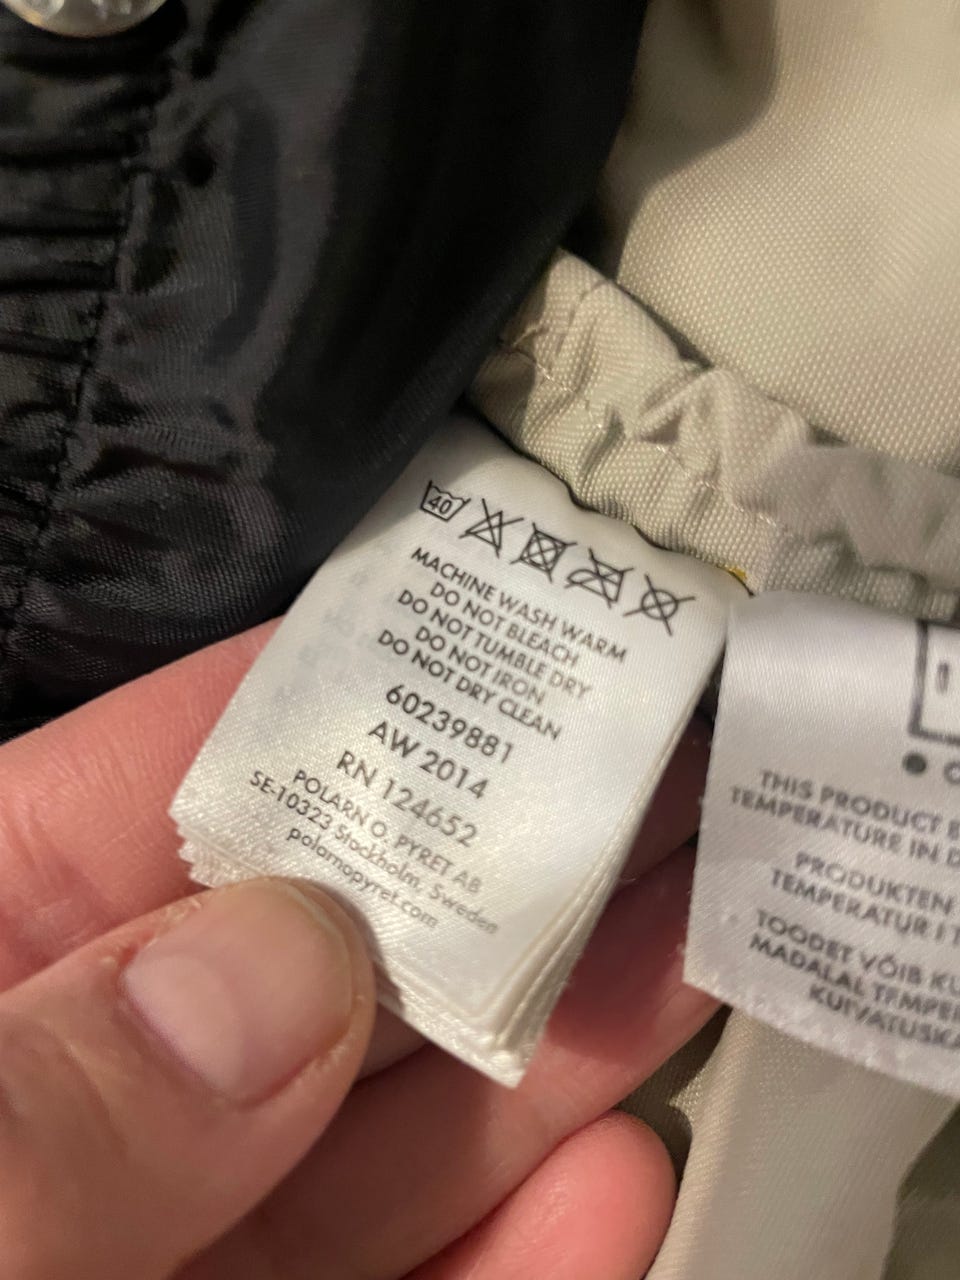 40
MACHINE WASH WARM
DO NOT BLEACH
DO NOT TUMBLE DRY
DO NOT IRON
DO NOT DRY CLEAN
60239881
AW 2014
RN 124652
POLARN O. PYRET AB
SE-10323 Stockholm, Sweden
polarnopyret.com
THIS PRODUCT
TEMPERATURE IN
PRODUKTEN
TEMPERATUR I
TOODET VÕIB
MADALAL